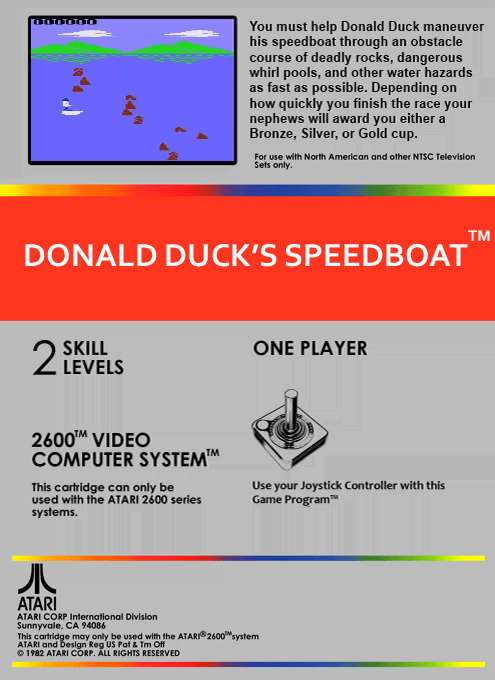 You must help Donald Duck maneuver
his speedboat through an obstacle
course of deadly rocks, dangerous
whirl pools, and other water hazards
as fast as possible. Depending on
how quickly you finish the race your
nephews will award you either a
Bronze, Silver, or Gold cup.
For use with North American and other NTSC Television
Sets only.
DONALD DUCK'S SPEEDBOAT™
2 SKILL
LEVELS
ONE PLAYER
2600™ VIDEO
COMPUTER SYSTEM™
This cartridge can only be
used with the ATARI 2600 series
systems.
Use your Joystick Controller with this
Game Program™
ATARI
ATARI CORP International Division
Sunnyvale, CA 94086
This cartridge may only be used with the ATARI® 2600™system
ATARI and Design Reg US Pat & Tm Off
© 1982 ATARI CORP. ALL RIGHTS RESERVED